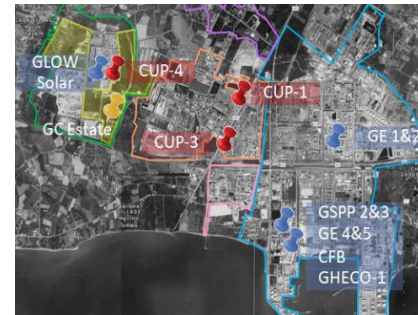 GLOW
Solar
CUP-4
CUP-1
GC Estate
CUP-3
GE 1&2
GSPP 2&3
GE 4&5
CFB
GHECO-1